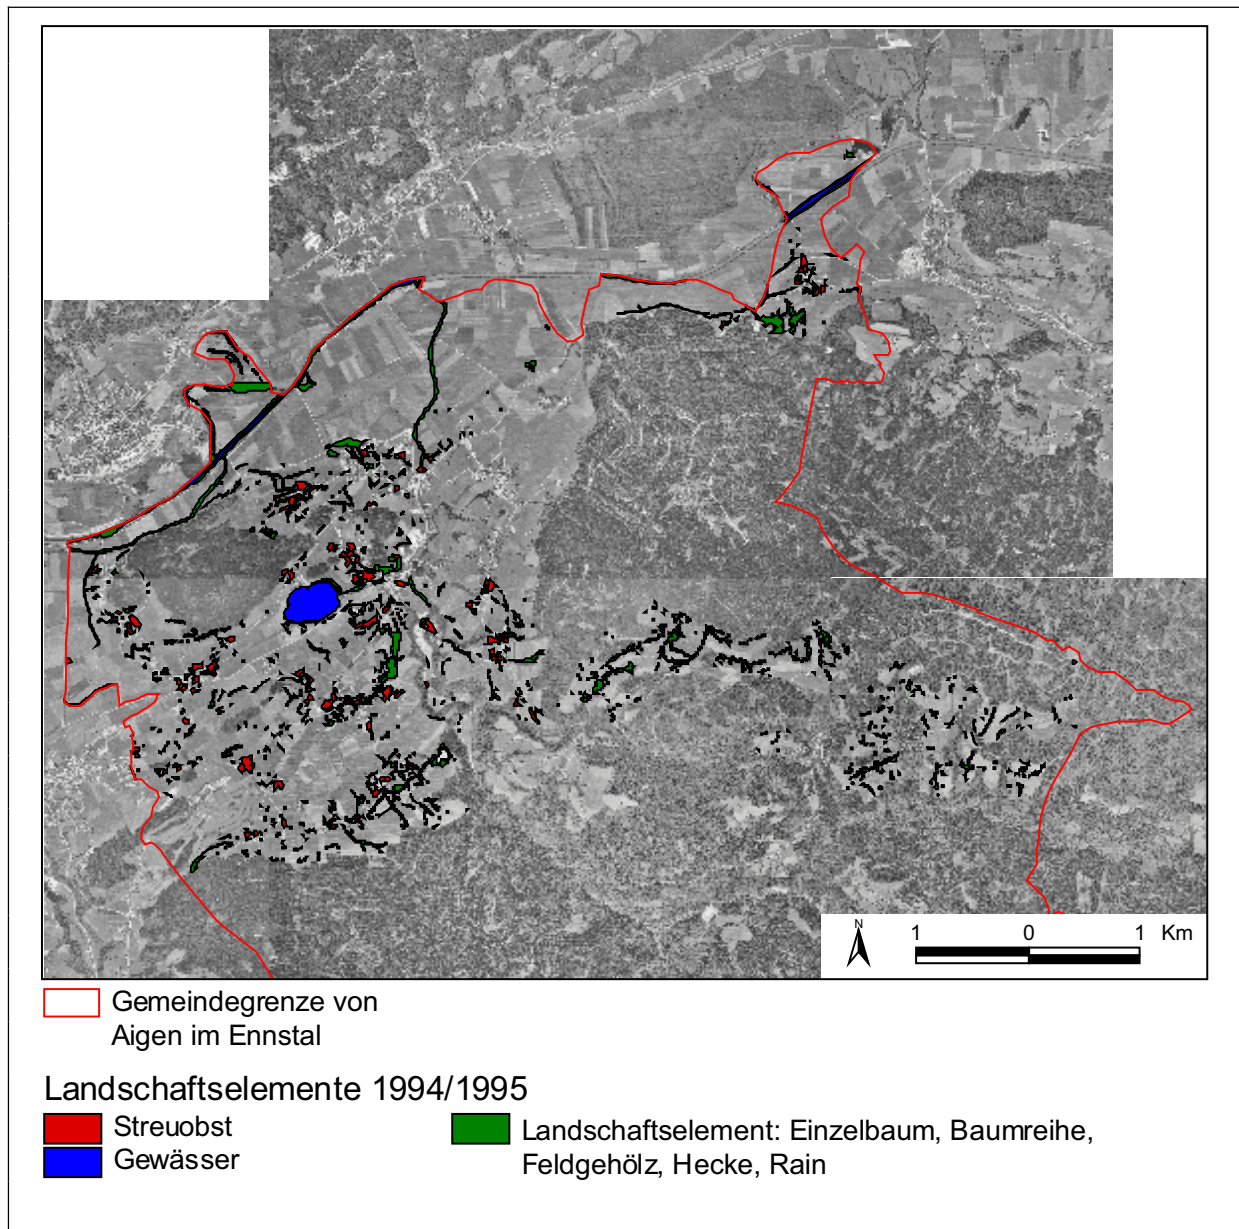 N
1 0 1 Km
Gemeindegrenze von
Aigen im Ennstal
Landschaftselemente 1994/1995
Streuobst
Gewässer
Landschaftselement: Einzelbaum, Baumreihe,
Feldgehölz, Hecke, Rain